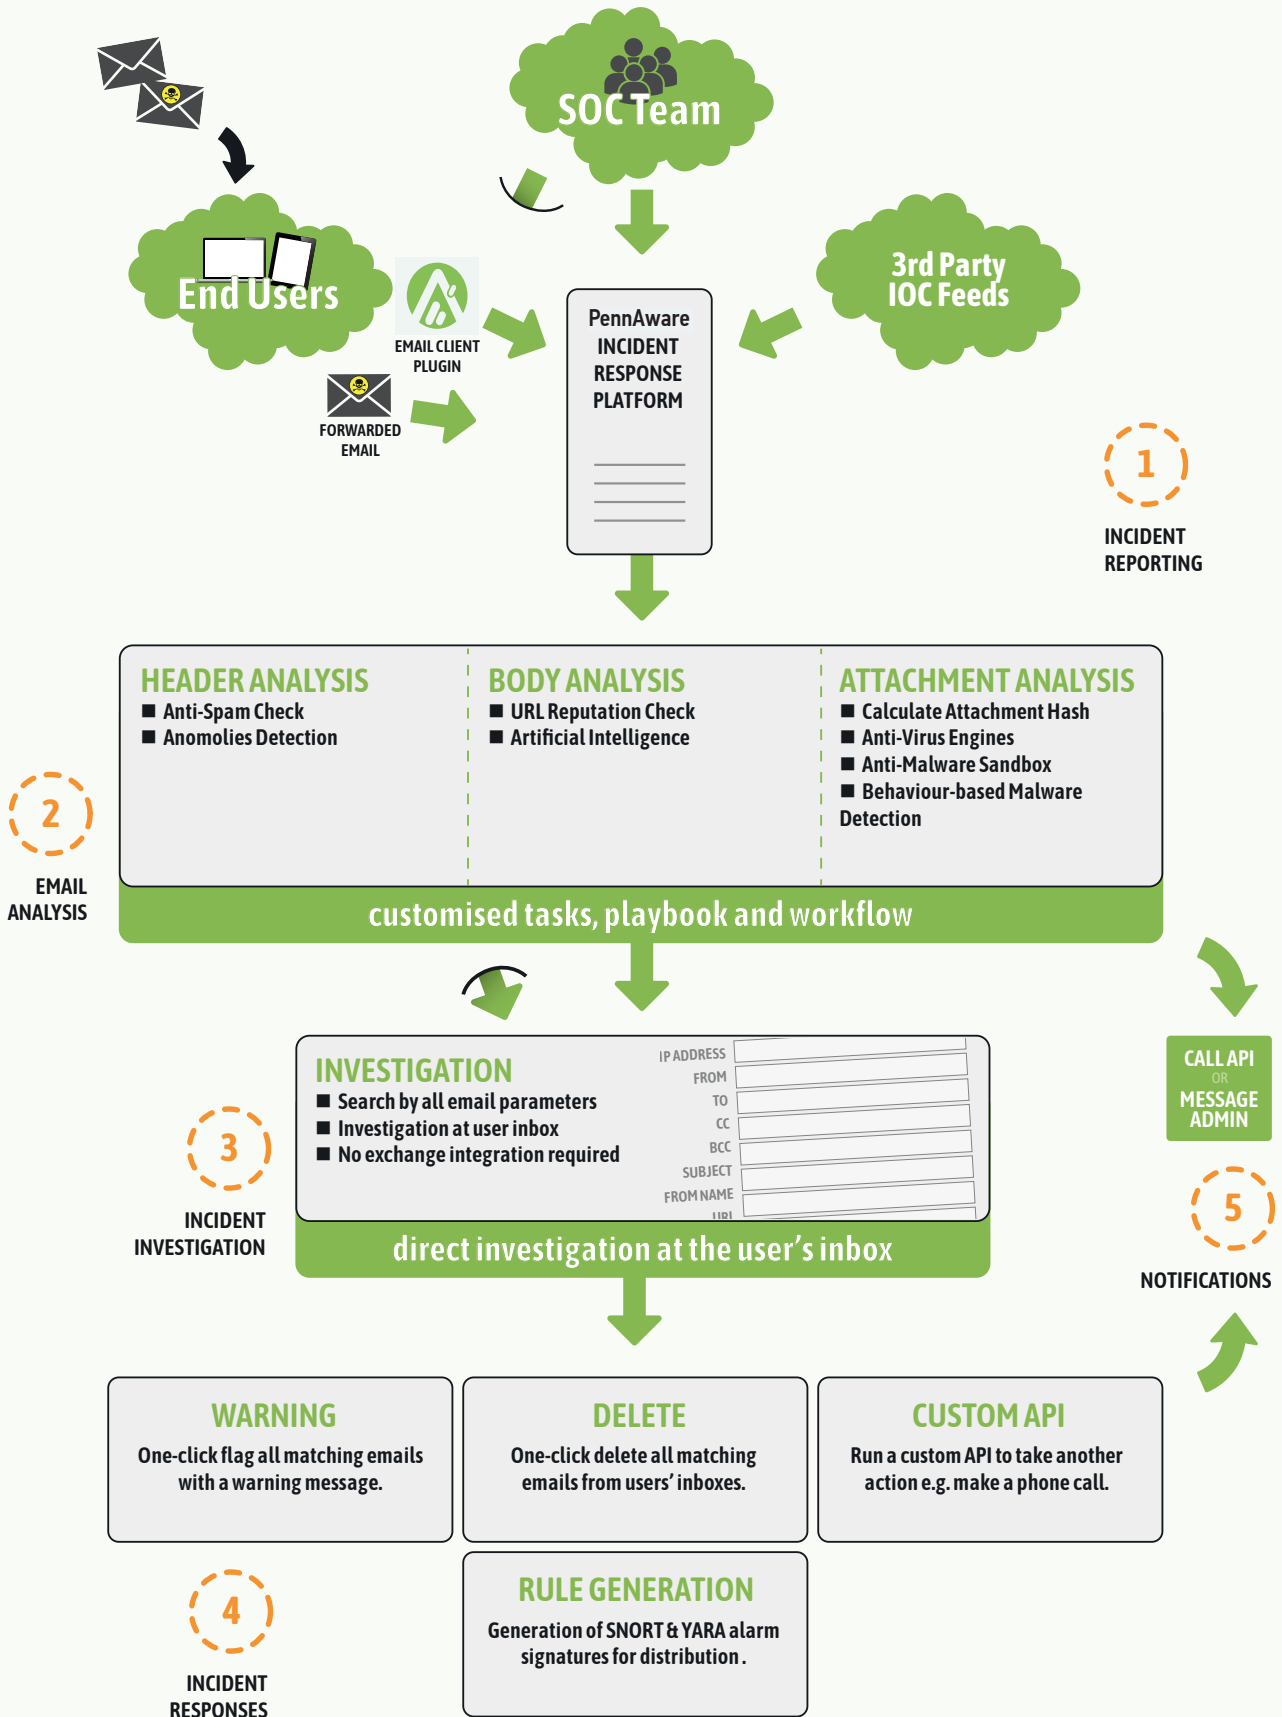 SOC Team
End Users
3rd Party
IOC Feeds
EMAIL CLIENT
PLUGIN
FORWARDED
EMAIL
PennAware
INCIDENT
RESPONSE
PLATFORM
1
INCIDENT
REPORTING
HEADER ANALYSIS
■ Anti-Spam Check
■ Anomolies Detection
BODY ANALYSIS
■ URL Reputation Check
■ Artificial Intelligence
ATTACHMENT ANALYSIS
■ Calculate Attachment Hash
■ Anti-Virus Engines
■ Anti-Malware Sandbox
■ Behaviour-based Malware
Detection
2
EMAIL
ANALYSIS
customised tasks, playbook and workflow
INVESTIGATION
■ Search by all email parameters
■ Investigation at user inbox
■ No exchange integration required
IP ADDRESS
FROM
TO
CC
BCC
SUBJECT
FROM NAME
URL
3
INCIDENT
INVESTIGATION
direct investigation at the user’s inbox
CALL API
OR
MESSAGE
ADMIN
5
NOTIFICATIONS
WARNING
One-click flag all matching emails
with a warning message.
DELETE
One-click delete all matching
emails from users’ inboxes.
CUSTOM API
Run a custom API to take another
action e.g. make a phone call.
RULE GENERATION
Generation of SNORT & YARA alarm
signatures for distribution .
4
INCIDENT
RESPONSES